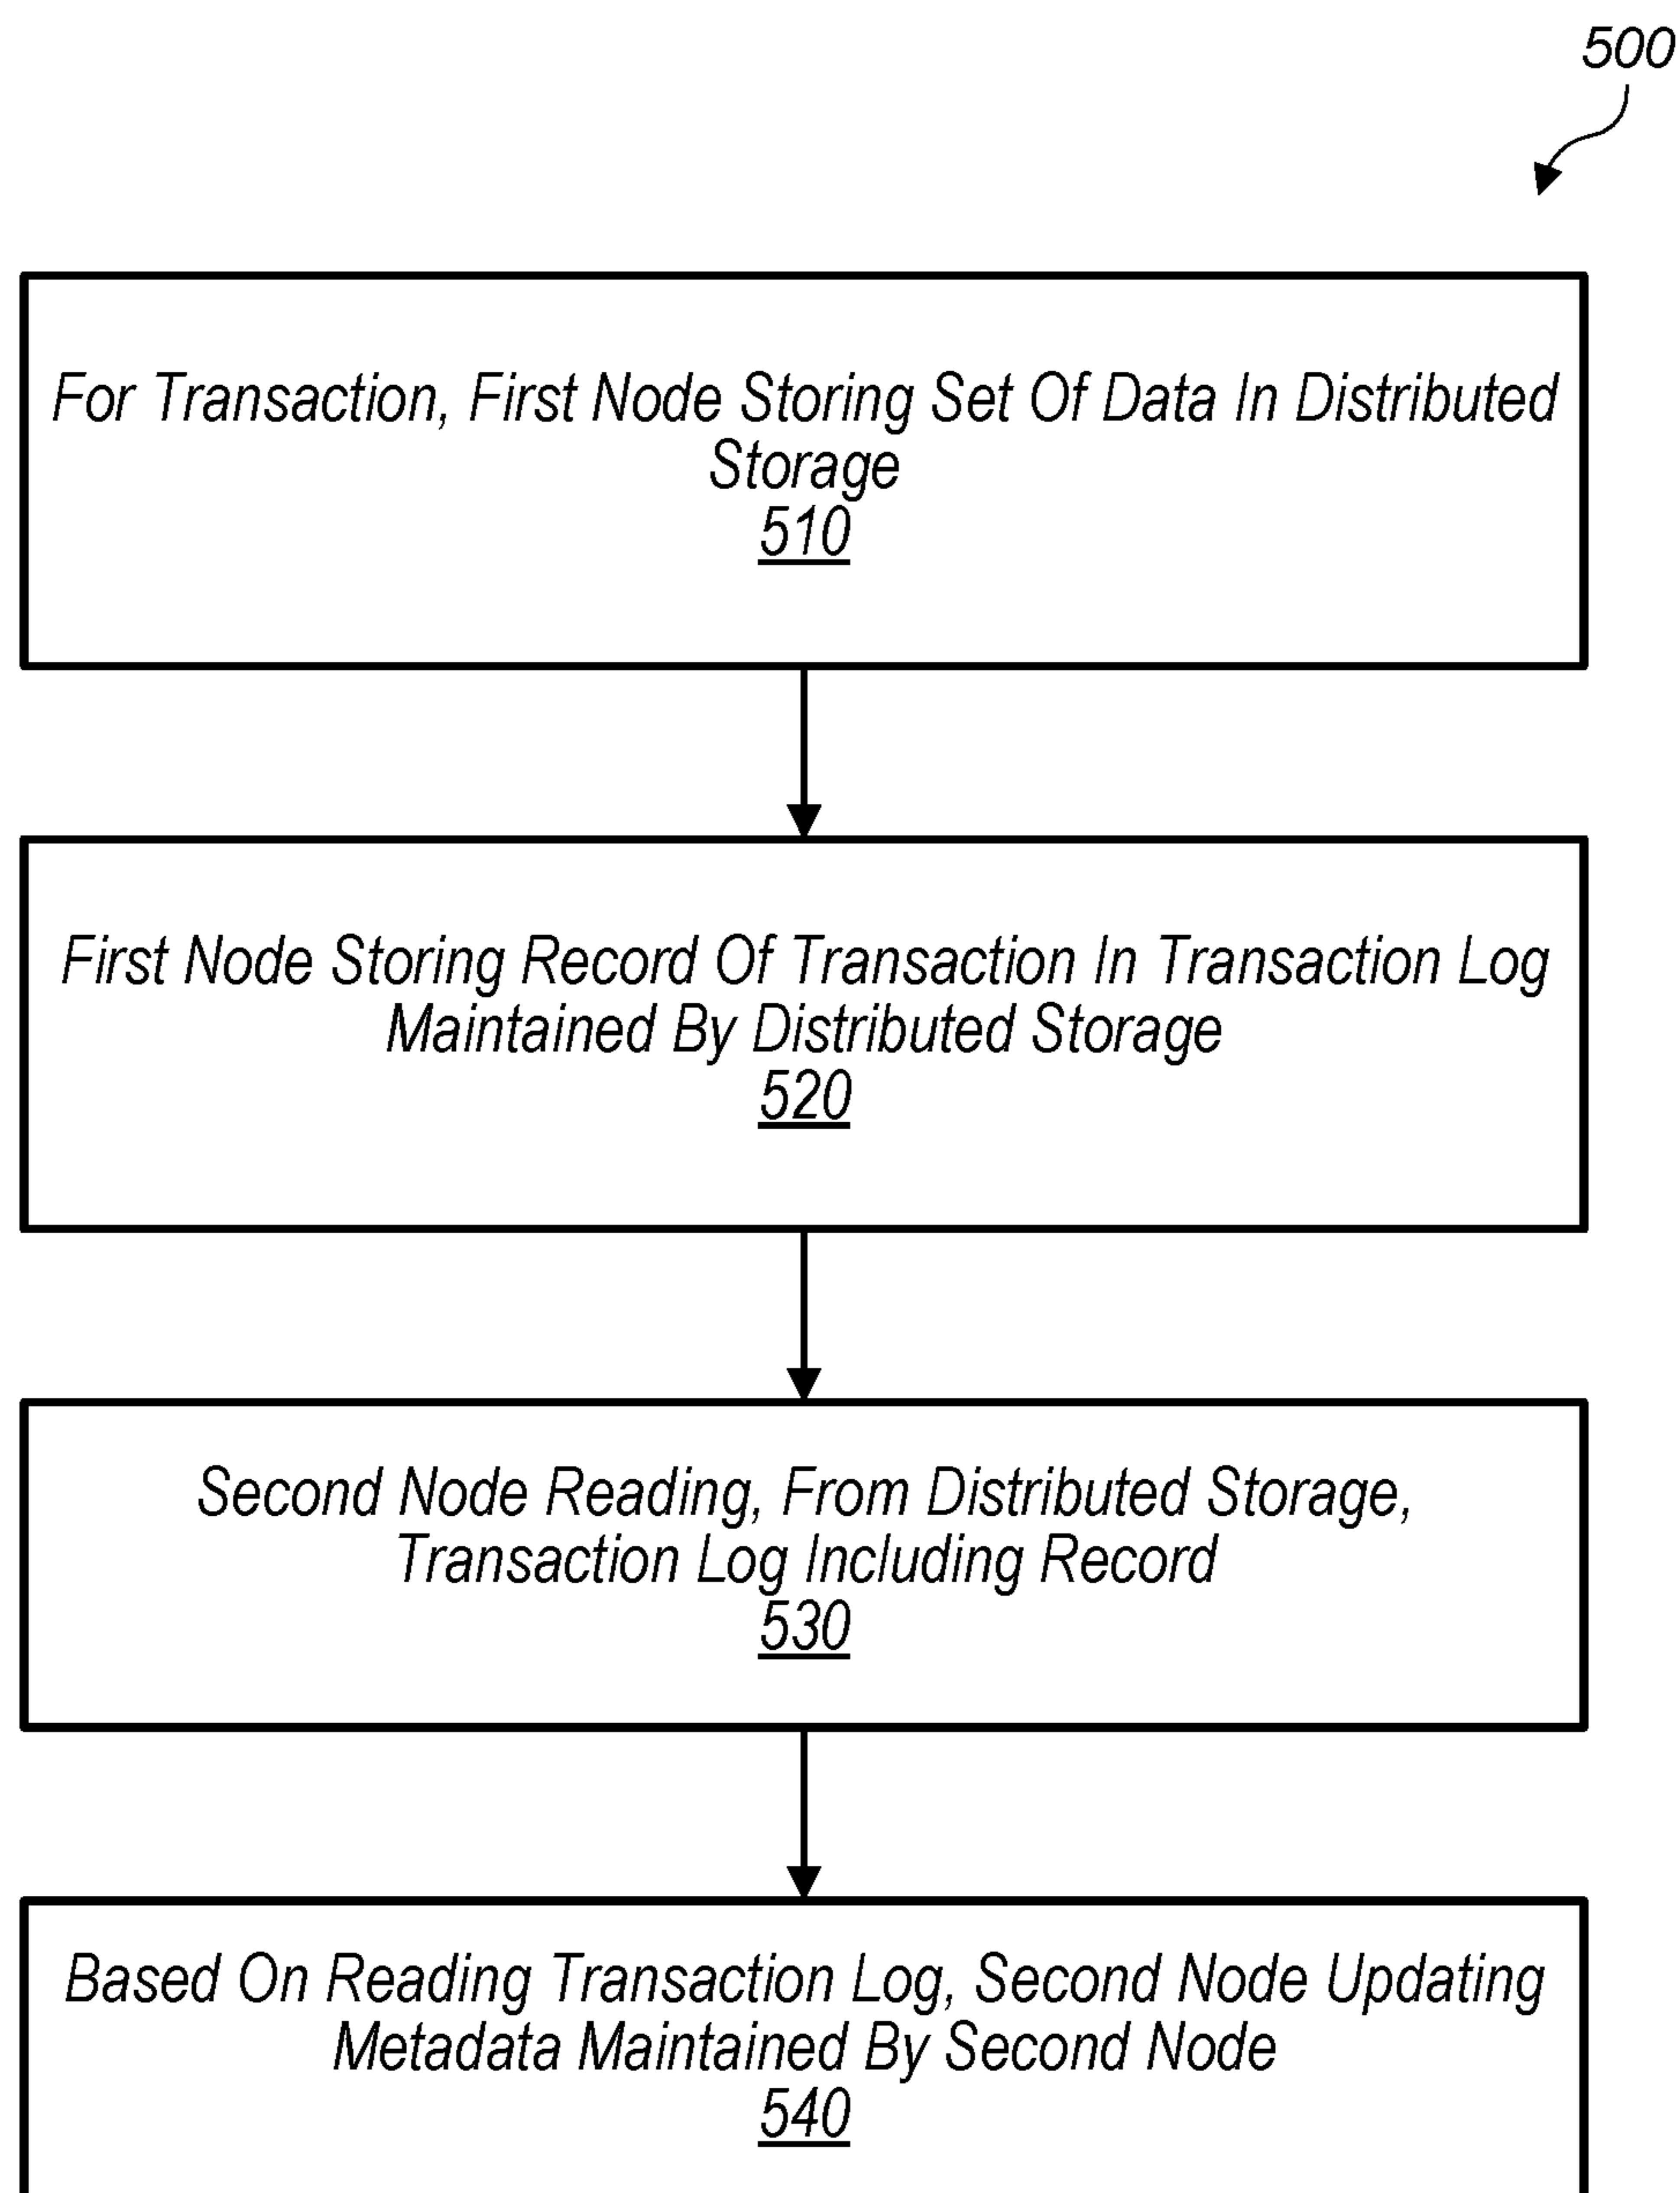 500
For Transaction, First Node Storing Set Of Data In Distributed
Storage
510
First Node Storing Record Of Transaction In Transaction Log
Maintained By Distributed Storage
520
Second Node Reading, From Distributed Storage,
Transaction Log Including Record
530
Based On Reading Transaction Log, Second Node Updating
Metadata Maintained By Second Node
540